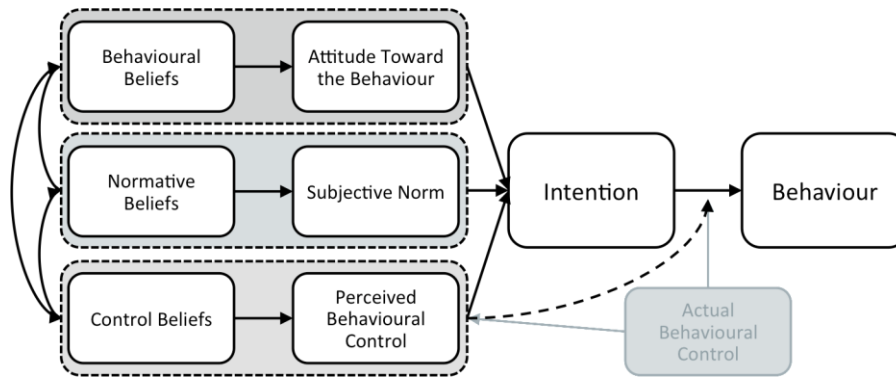 Behavioural
Beliefs
Attitude Toward
the Behaviour
Normative
Beliefs
Subjective Norm
Intention
Behaviour
Control Beliefs
Perceived
Behavioural
Control
Actual
Behavioural
Control